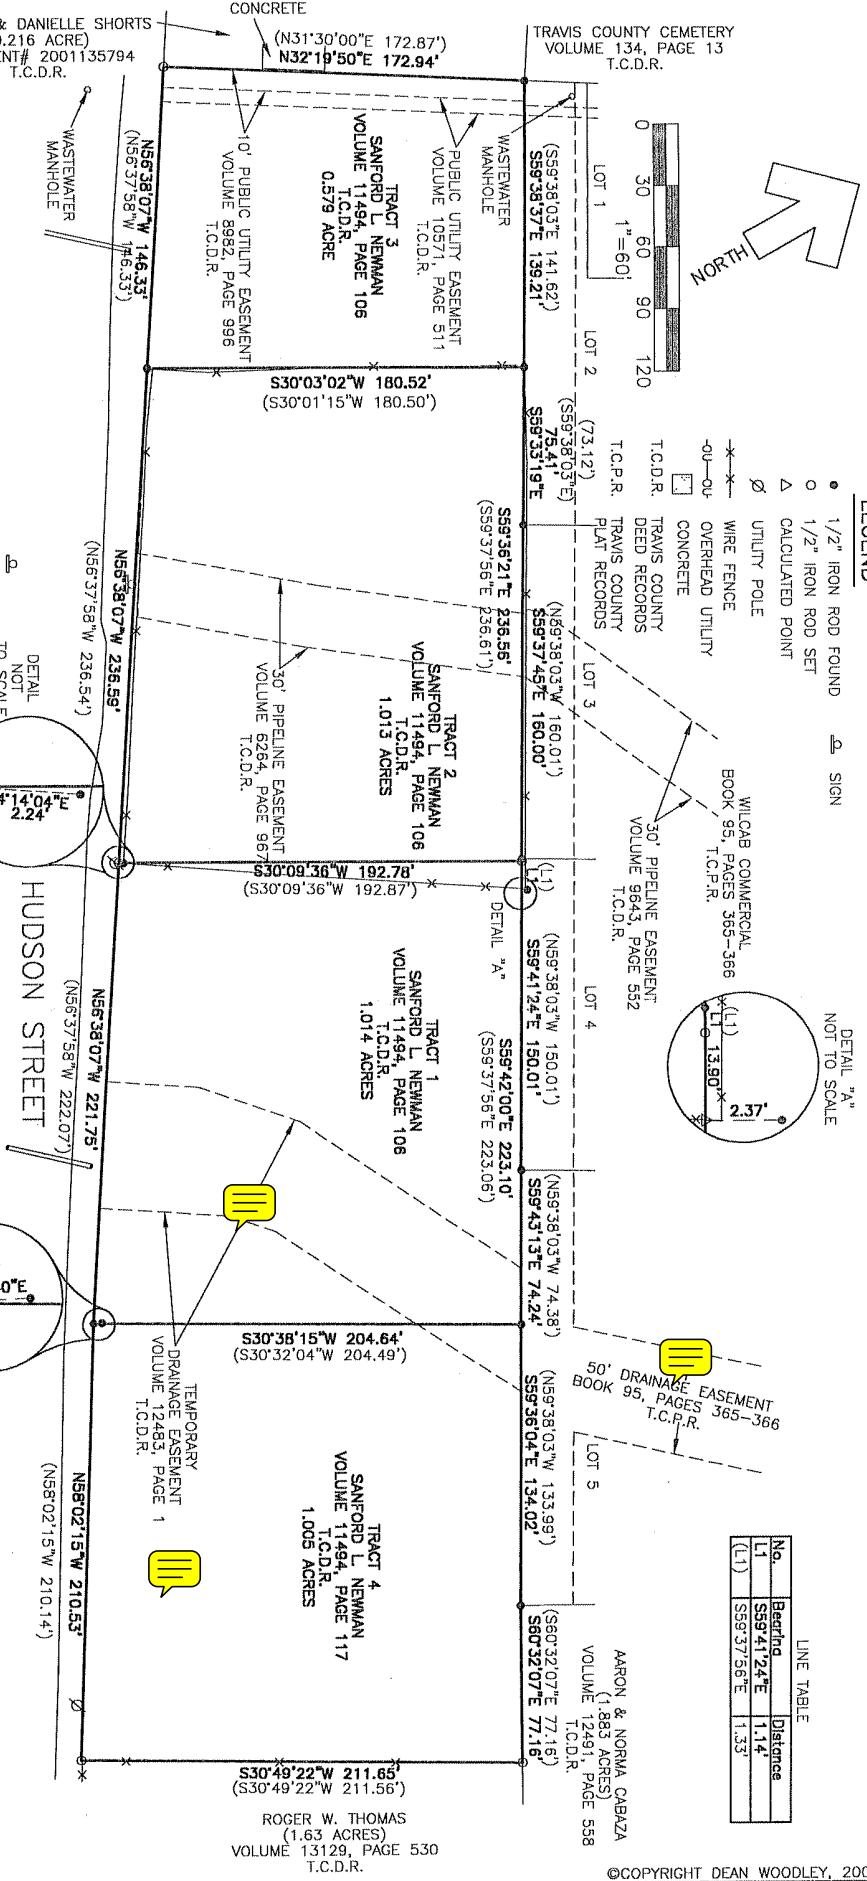 & DANIELLE SHORTS
0.216 ACRE)
ENT# 2001135794
T.C.D.R.
CONCRETE
(N31°30'00"E 172.87')
N32°19'50"E 172.94'
TRAVIS COUNTY CEMETERY
VOLUME 134, PAGE 13
T.C.D.R.
WASTEWATER
MANHOLE
N56°38'07"W 146.33'
(N56°37'58"W 146.33')
10' PUBLIC UTILITY EASEMENT
VOLUME 8982, PAGE 996
T.C.D.R.
TRACT 3
SANFORD L. NEWMAN
VOLUME 11494, PAGE 106
T.C.D.R.
0.579 ACRE
PUBLIC UTILITY EASEMENT
VOLUME 10571, PAGE 511
T.C.D.R.
WASTEWATER
MANHOLE
(S59°38'03"E 141.62')
S59°38'37"E 139.21'
LOT 1
0 30 60 90 120
1"=60'
NORTH
LOT 2
S30°03'02"W 180.52'
(S30°01'15"W 180.50')
(73.12')
(S59°38'03"E)
75.41'
S59°33'19"E
LEGEND
1/2" IRON ROD FOUND
1/2" IRON ROD SET
CALCULATED POINT
UTILITY POLE
WIRE FENCE
OU OU OVERHEAD UTILITY
CONCRETE
T.C.D.R. TRAVIS COUNTY
DEED RECORDS
T.C.P.R. TRAVIS COUNTY
PLAT RECORDS
SIGN
S59°36'21"E 236.56'
(S59°37'56"E 236.61')
N56°38'07"W 236.59'
(N56°37'58"W 236.54')
(N59°38'03"W 160.01')
S59°37'45"E 160.00'
LOT 3
30' PIPELINE EASEMENT
VOLUME 6264, PAGE 967
T.C.D.R.
TRACT 2
SANFORD L. NEWMAN
VOLUME 11494, PAGE 106
T.C.D.R.
1.013 ACRES
30' PIPELINE EASEMENT
VOLUME 9643, PAGE 552
T.C.D.R.
WILCAB COMMERCIAL
BOOK 95, PAGES 365-366
T.C.P.R.
DETAIL
NOT
TO SCALE
4°14'04"E
2.24'
S30°09'36"W 192.78'
(S30°09'36"W 192.87')
L1
(L1)
DETAIL "A"
DETAIL "A"
NOT TO SCALE
(L1)
L1
13.90'
2.37'
HUDSON STREET
N56°38'07"W 221.75'
(N56°37'58"W 222.07')
TRACT 1
SANFORD L. NEWMAN
VOLUME 11494, PAGE 106
T.C.D.R.
1.014 ACRES
S59°42'00"E 223.10'
(S59°37'56"E 223.06')
(N59°38'03"W 150.01')
S59°41'24"E 150.01'
LOT 4
(N59°38'03"W 74.38')
S59°43'13"E 74.24'
0"E
S30°38'15"W 204.64'
(S30°32'04"W 204.49')
TEMPORARY
DRAINAGE EASEMENT
VOLUME 12483, PAGE 1
T.C.D.R.
50' DRAINAGE EASEMENT
BOOK 95, PAGES 365-366
T.C.P.R.
(N59°38'03"W 133.99')
S59°36'04"E 134.02'
LOT 5
TRACT 4
SANFORD L. NEWMAN
VOLUME 11494, PAGE 117
T.C.D.R.
1.005 ACRES
N58°02'15"W 210.53'
(N58°02'15"W 210.14')
(S60°32'07"E 77.16')
S60°32'07"E 77.16'
AARON & NORMA CABAZA
(1.883 ACRES)
VOLUME 12491, PAGE 558
T.C.D.R.
LINE TABLE
No. Bearing Distance
L1 S59°41'24"E 1.14'
(L1) S59°37'56"E 1.33'
S30°49'22"W 211.65'
(S30°49'22"W 211.56')
ROGER W. THOMAS
(1.63 ACRES)
VOLUME 13129, PAGE 530
T.C.D.R.
©COPYRIGHT DEAN WOODLEY, 200